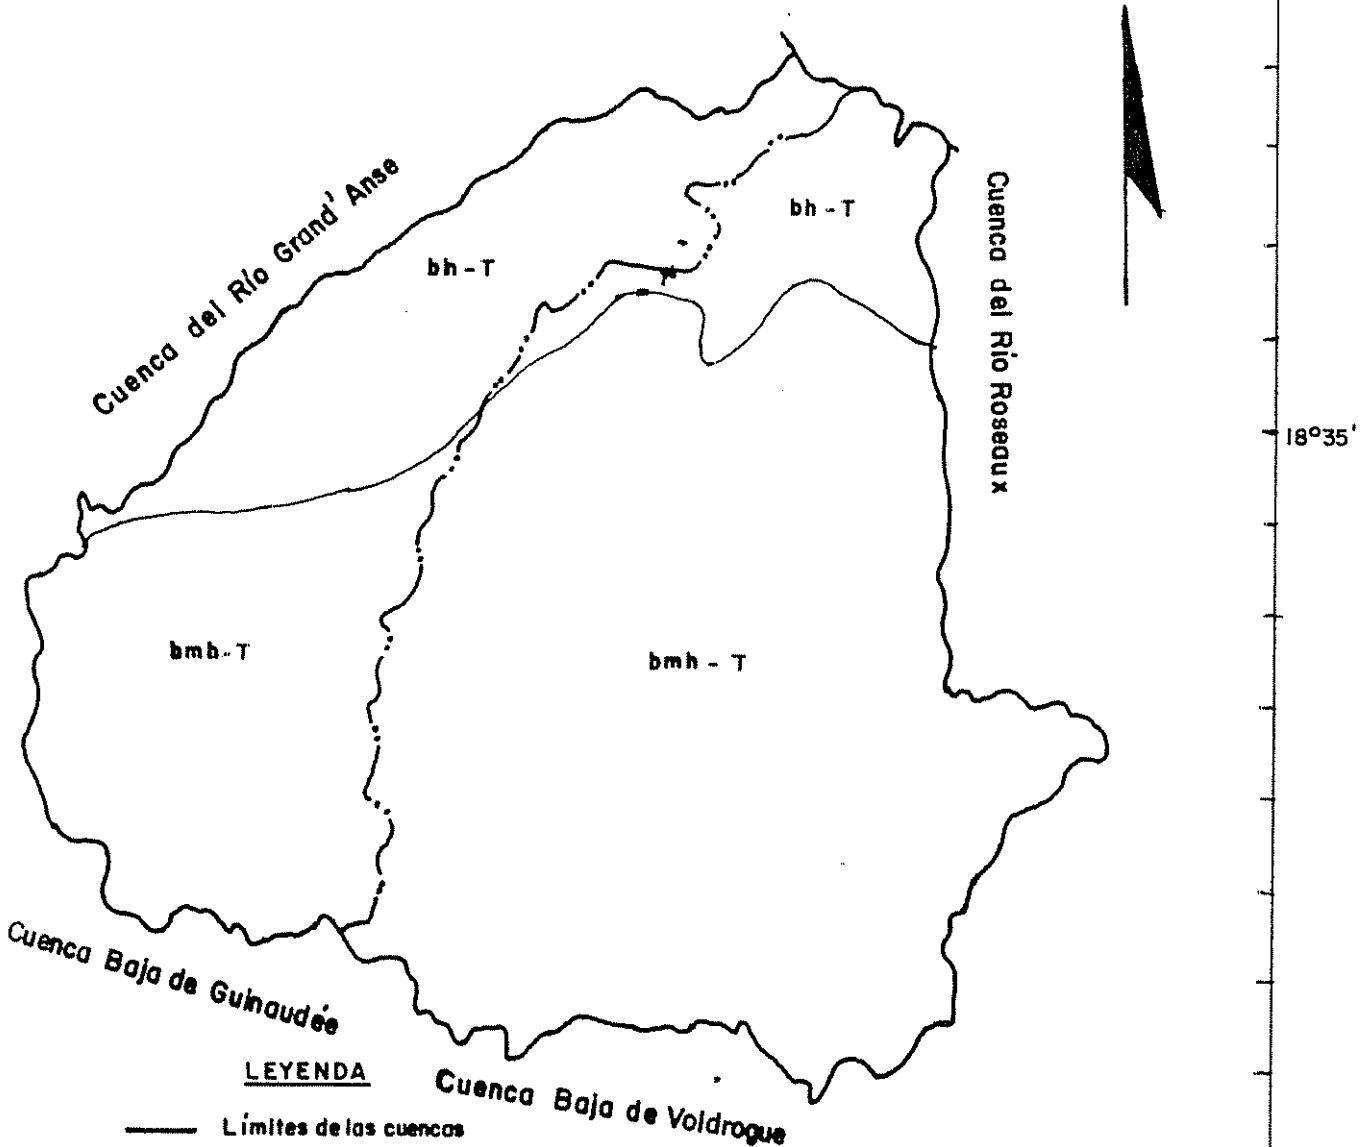 Cuenca del Río Grand' Anse
bh - T
bh - T
Cuenca del Río Roseaux
18°35'
bmh - T
bmh - T
Cuenca Baja de Guinaudée
LEYENDA
Cuenca Baja de Voldrogue
Límites de las cuencas